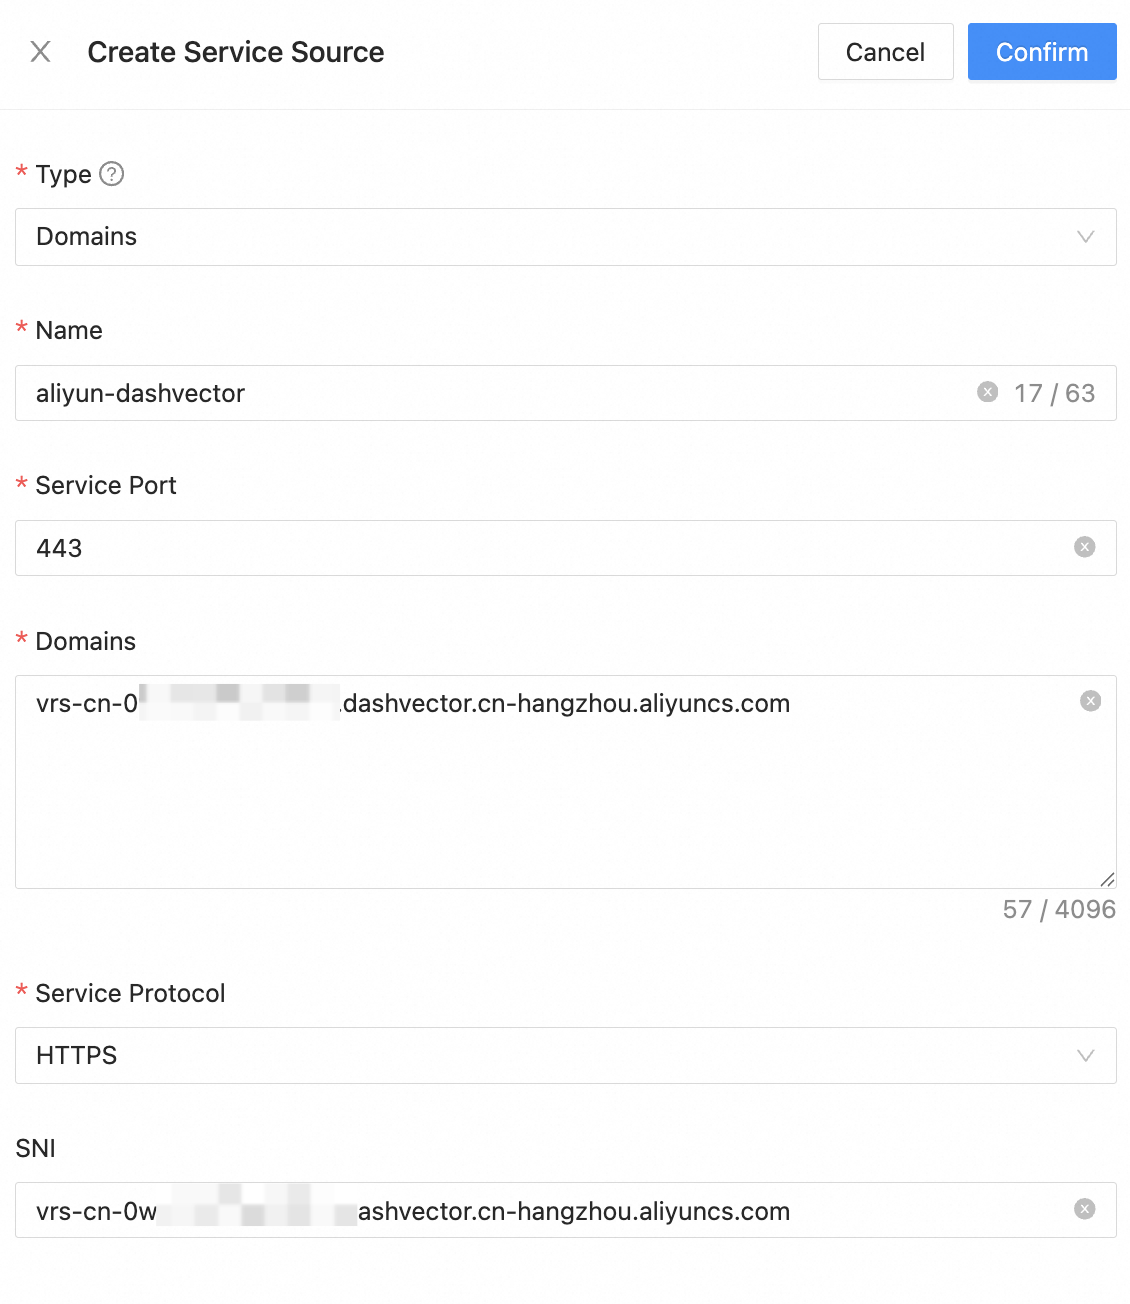 Create Service Source
Cancel
Confirm
* Type
Domains
* Name
aliyun-dashvector
17 / 63
* Service Port
443
* Domains
vrs-cn-0 .dashvector.cn-hangzhou.aliyuncs.com
57 / 4096
* Service Protocol
HTTPS
SNI
vrs-cn-0w ashvector.cn-hangzhou.aliyuncs.com